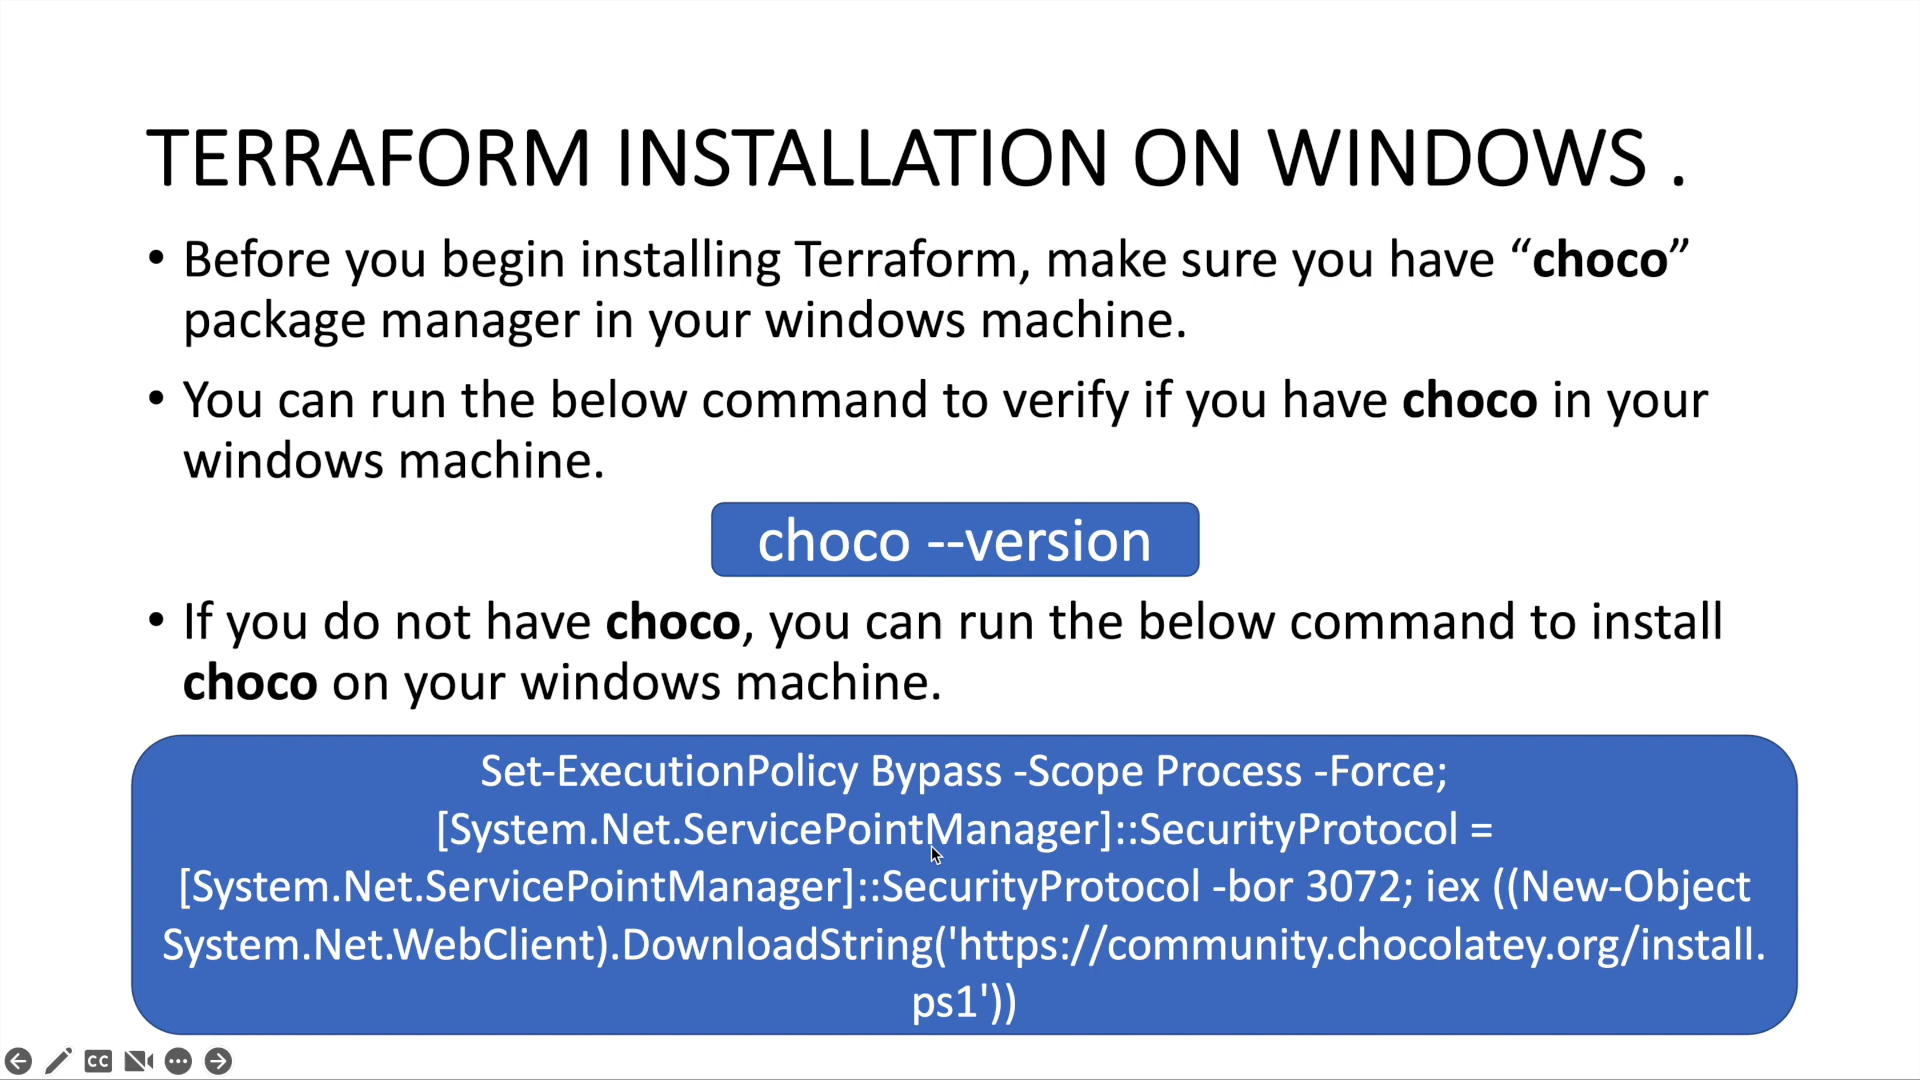 TERRAFORM INSTALLATION ON WINDOWS .
• Before you begin installing Terraform, make sure you have “choco”
package manager in your windows machine.
• You can run the below command to verify if you have choco in your
windows machine.
choco --version
• If you do not have choco, you can run the below command to install
choco on your windows machine.
Set-ExecutionPolicy Bypass -Scope Process -Force;
[System.Net.ServicePointManager]::SecurityProtocol =
[System.Net.ServicePointManager]::SecurityProtocol -bor 3072; iex ((New-Object
System.Net.WebClient).DownloadString('https://community.chocolatey.org/install.
ps1'))
CC